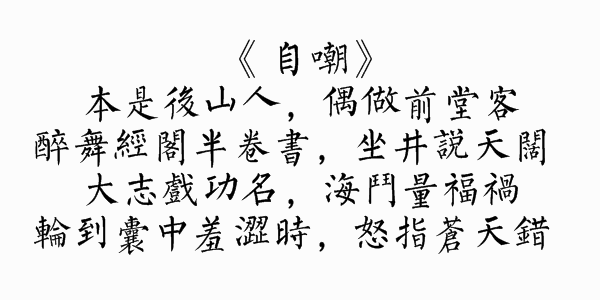 《自嘲》
本是後山人，偶做前堂客
醉舞經閣半卷書，坐井說天闊
大志戲功名，海鬥量福禍
輪到囊中羞澀時，怒指蒼天錯